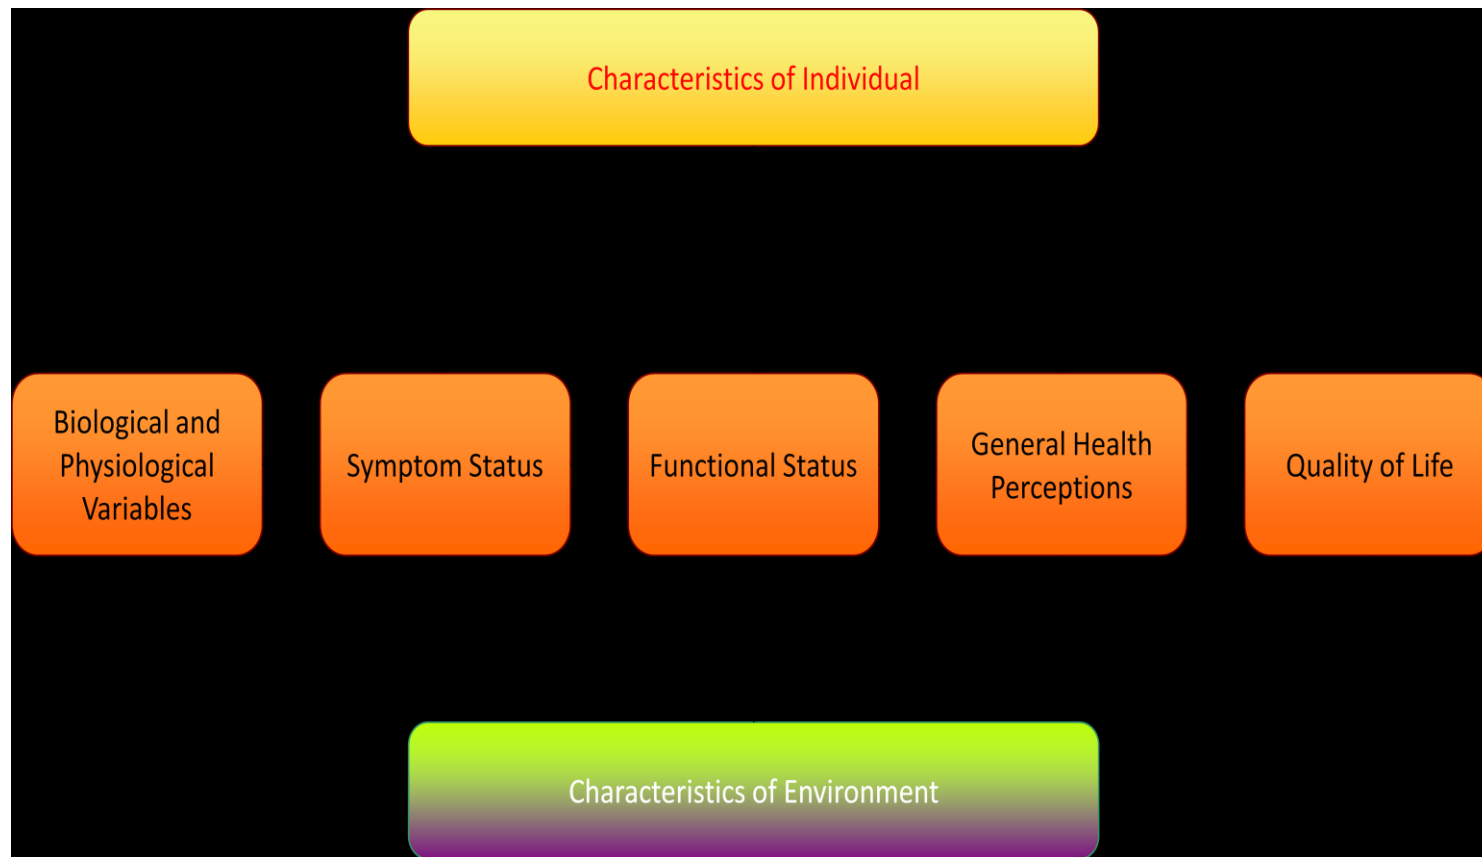 Characteristics of Individual
Biological and
Physiological
Variables
Symptom Status
Functional Status
General Health
Perceptions
Quality of Life
Characteristics of Environment